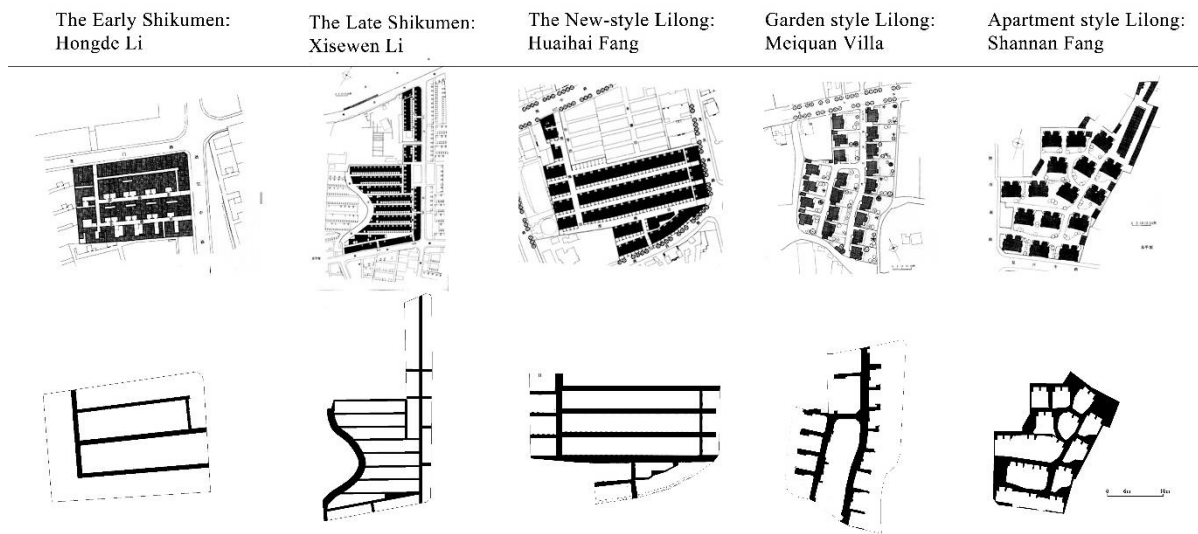 The Early Shikumen:
Hongde Li
The Late Shikumen:
Xisewen Li
The New-style Lilong:
Huaihai Fang
Garden style Lilong:
Meiquan Villa
Apartment style Lilong:
Shannan Fang